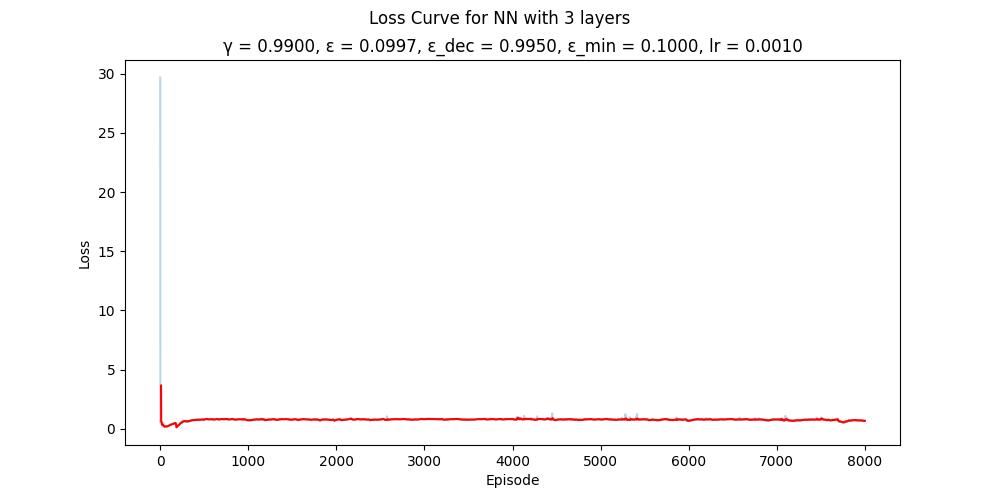 Loss Curve for NN with 3 layers
γ = 0.9900, ε = 0.0997, ε_dec = 0.9950, ε_min = 0.1000, lr = 0.0010
30
25
20
15
10
5
0
Loss
0 1000 2000 3000 4000 5000 6000 7000 8000
Episode